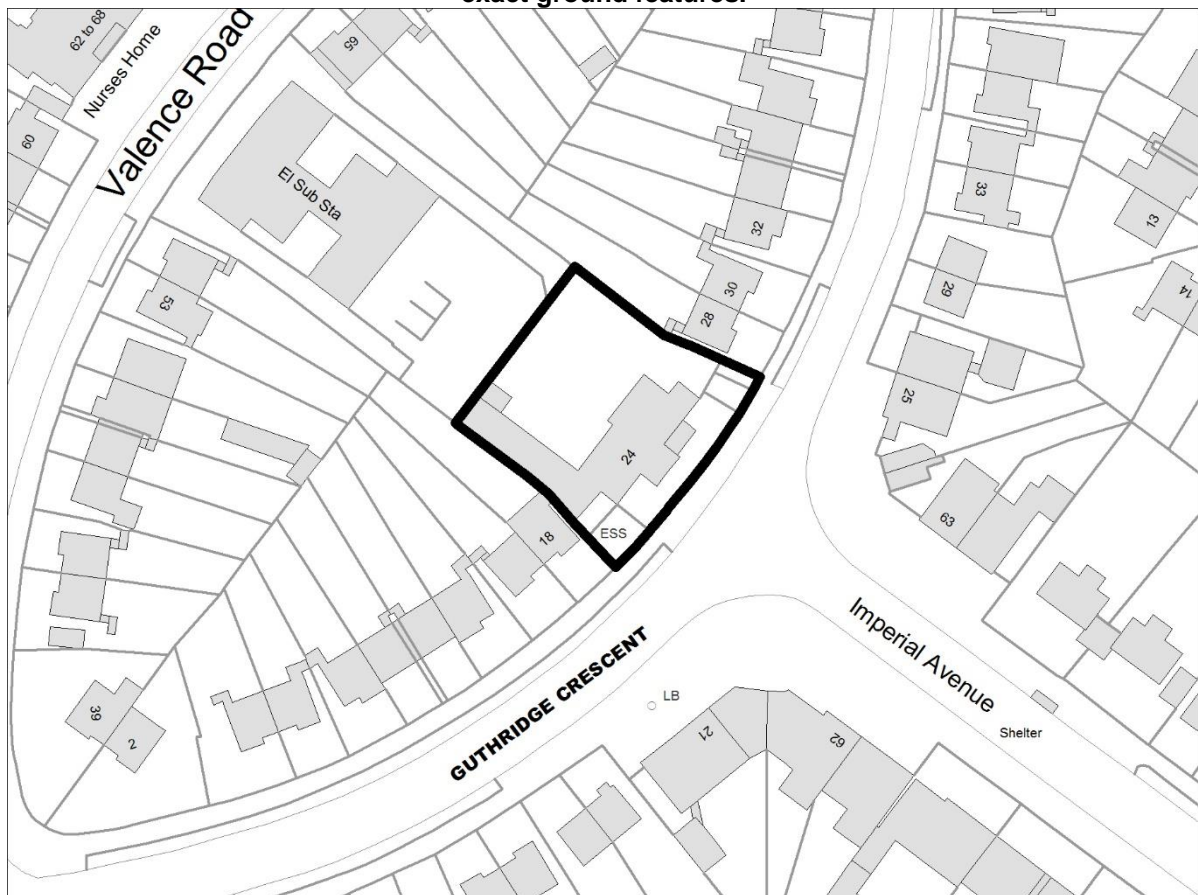 exact ground features.
62 to 68
Nurses Home
Valence Road
65
60
El Sub Sta
32
33
13
53
30
28
29
14
25
24
63
ESS
18
Imperial Avenue
GUTHRIDGE CRESCENT
LB
39
2
21
62
Shelter